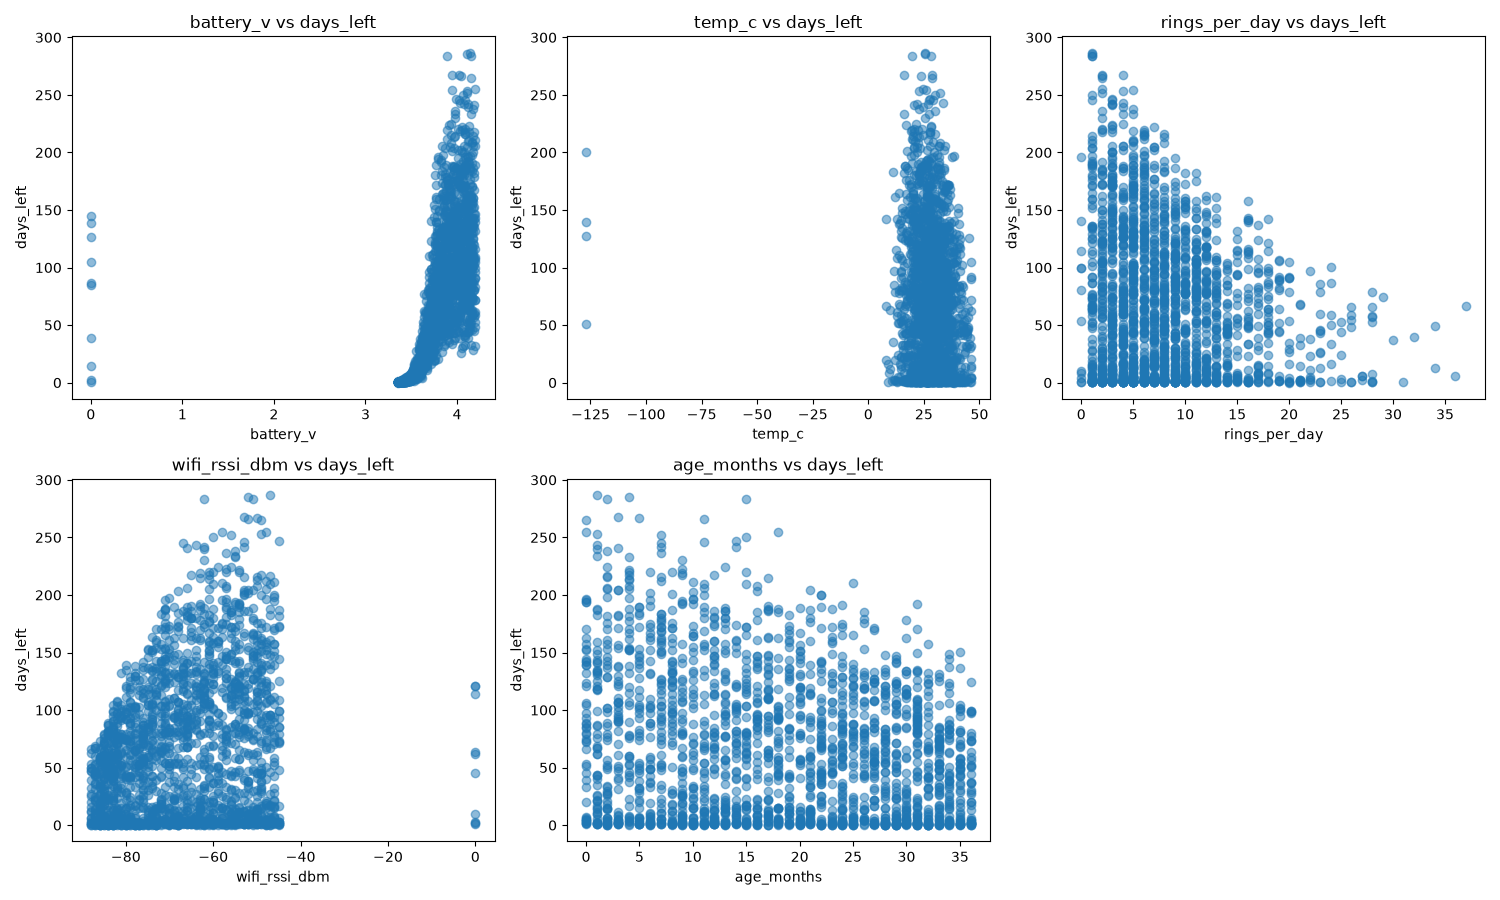 battery_v vs days_left
300
250
200
150
100
50
0
days_left
0 1 2 3 4
battery_v
temp_c vs days_left
300
250
200
150
100
50
0
days_left
−125 −100 −75 −50 −25 0 25 50
temp_c
rings_per_day vs days_left
300
250
200
150
100
50
0
days_left
0 5 10 15 20 25 30 35
rings_per_day
wifi_rssi_dbm vs days_left
300
250
200
150
100
50
0
days_left
−80 −60 −40 −20 0
wifi_rssi_dbm
age_months vs days_left
300
250
200
150
100
50
0
days_left
0 5 10 15 20 25 30 35
age_months